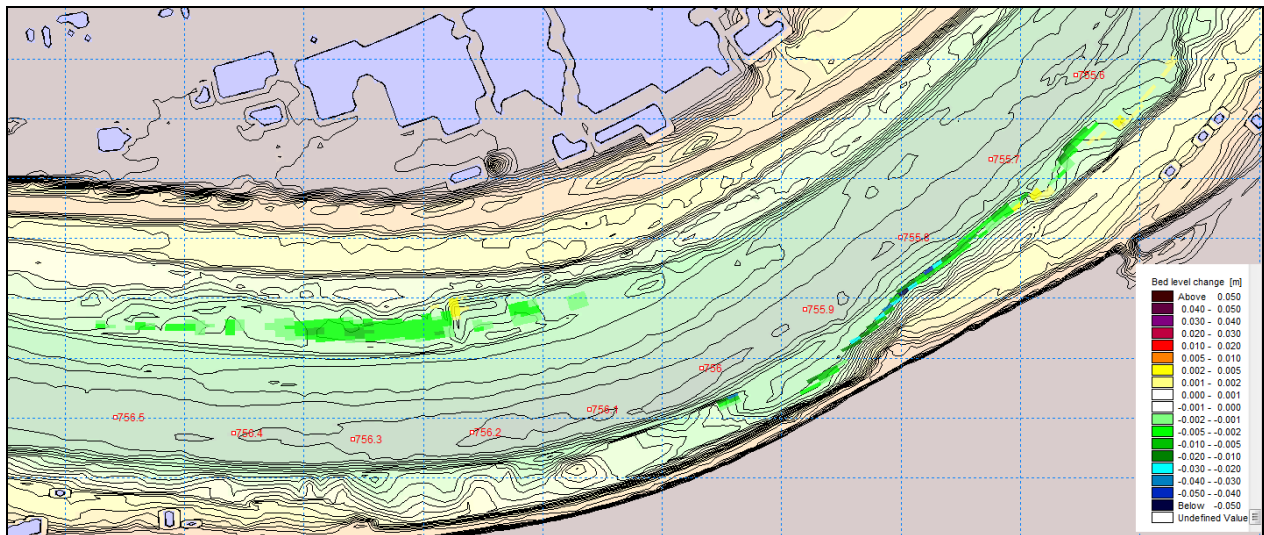 755.6
755.7
755.8
755.9
756
756.1
756.2
756.3
756.4
756.5
Bed level change [m]
Above 0.050
0.040 - 0.050
0.030 - 0.040
0.020 - 0.030
0.010 - 0.020
0.005 - 0.010
0.002 - 0.005
0.001 - 0.002
0.000 - 0.001
-0.001 - 0.000
-0.002 - -0.001
-0.005 - -0.002
-0.010 - -0.005
-0.020 - -0.010
-0.030 - -0.020
-0.040 - -0.030
-0.050 - -0.040
Below -0.050
Undefined Value